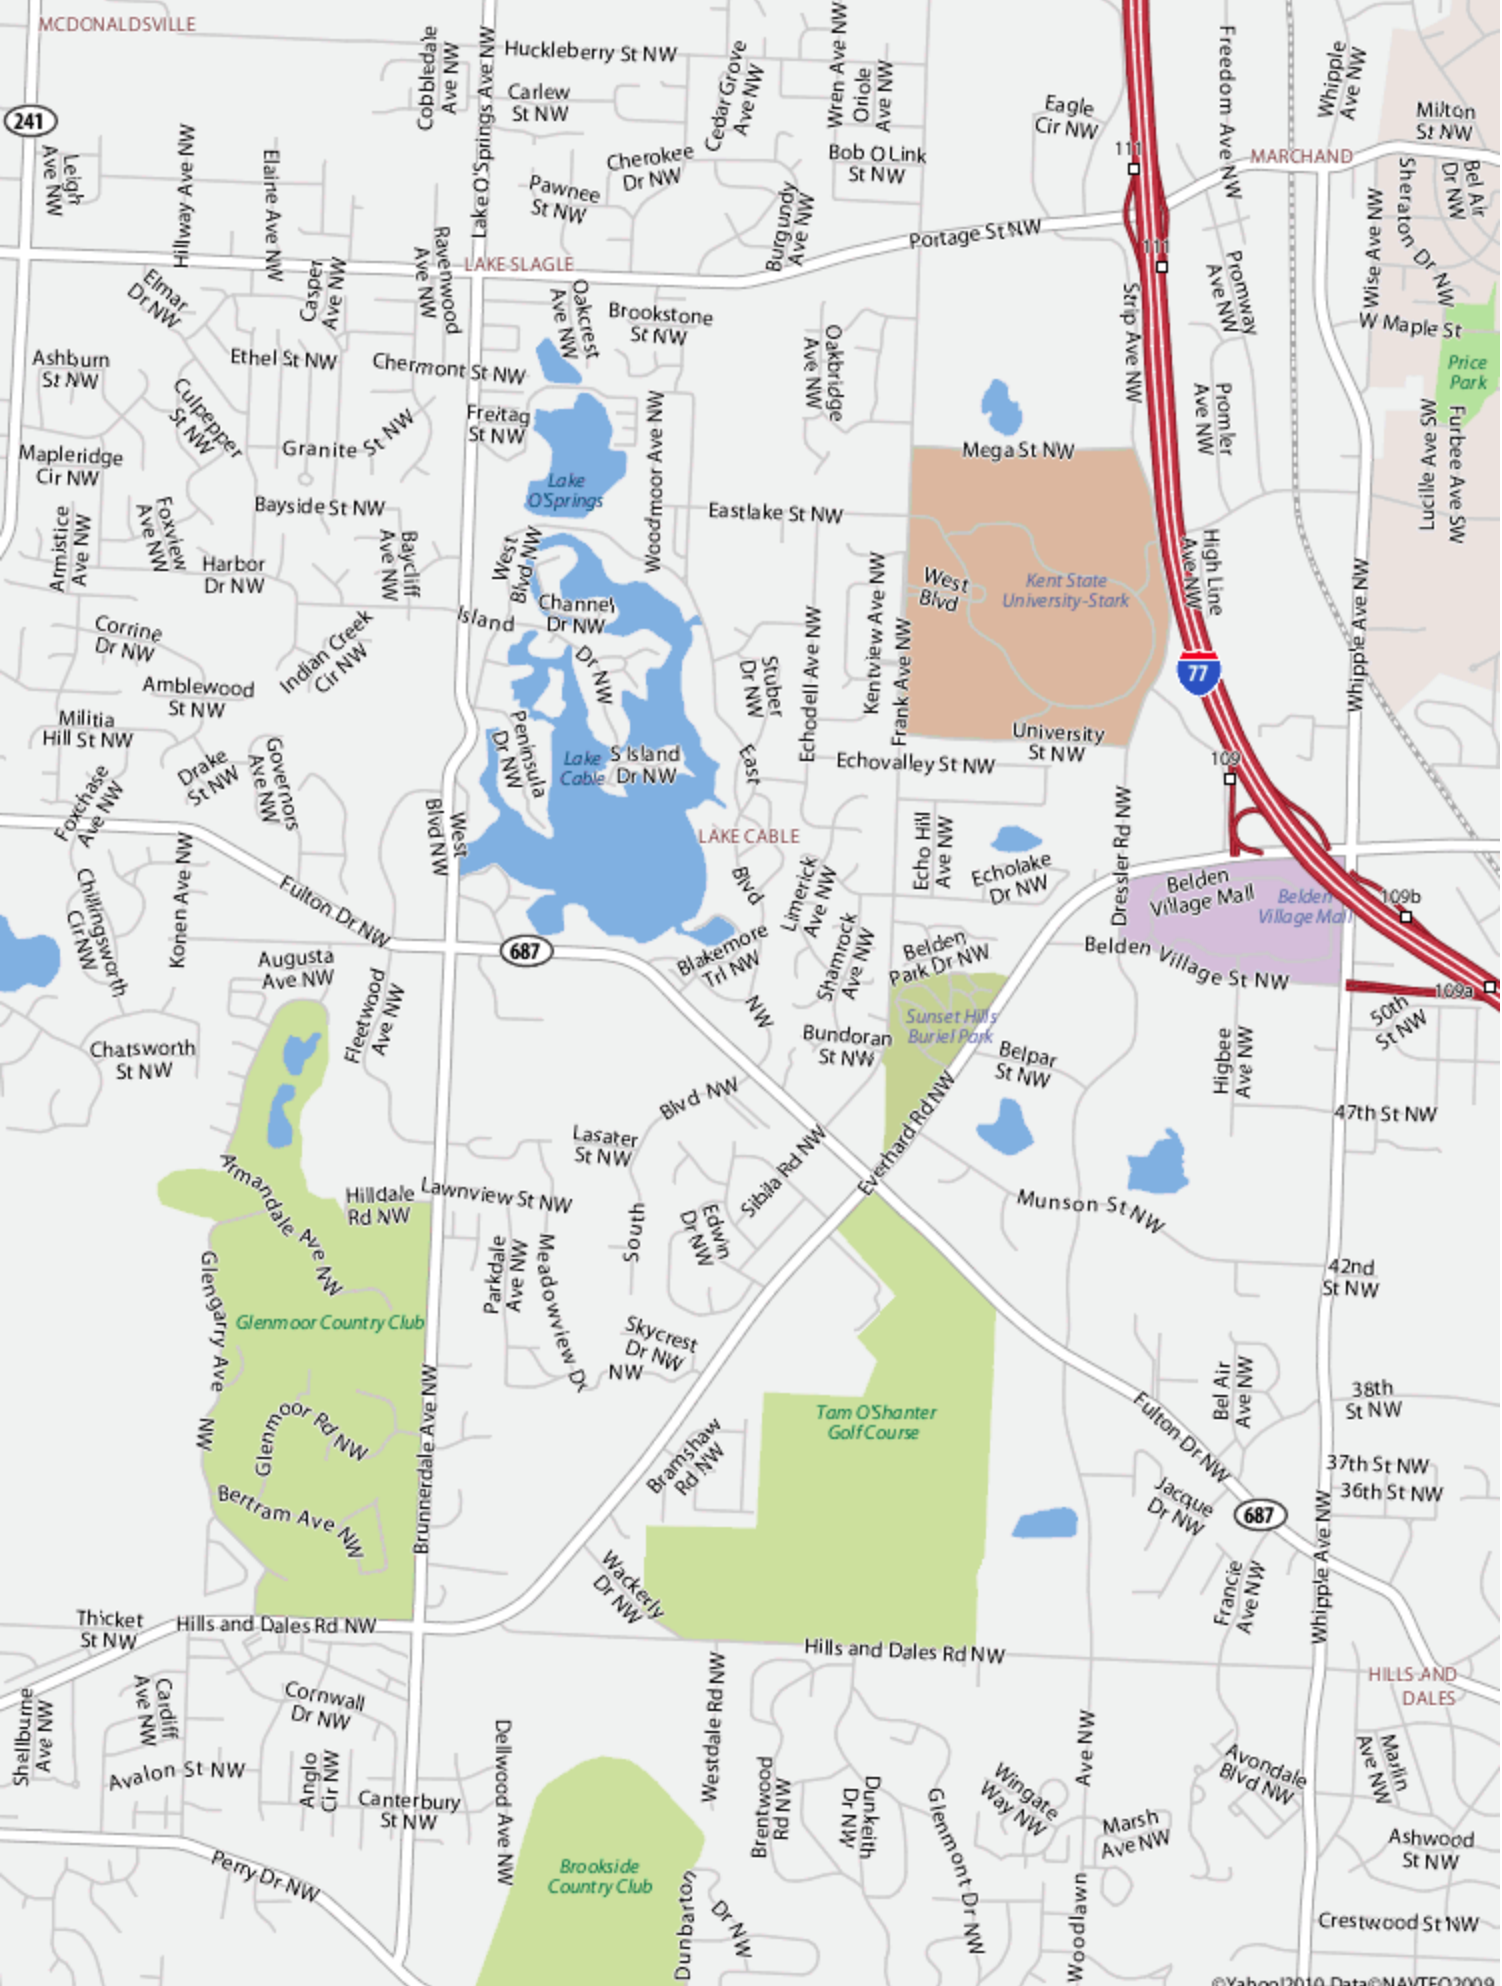 MCDONALDSVILLE
Huckleberry St NW
Cobbledale
Ave NW
Lake O'Springs Ave NW
Carlew
St NW
Cedar Grove
Ave NW
Wren Ave NW
Oriole
Ave NW
Eagle
Cir NW
Freedom Ave NW
Whipple
Ave NW
Milton
St NW
241
111
MARCHAND
Leigh
Ave NW
Hillway Ave NW
Elaine Ave NW
Pawnee
St NW
Cherokee
Dr NW
Bob O Link
St NW
Burgundy
Ave NW
Portage St NW
111
Sheraton Dr NW
Bel Air
Dr NW
Wise Ave NW
Ravenwood
Ave NW
LAKE SLAGLE
Elmar
Dr NW
Casper
Ave NW
Oakcrest
Ave NW
Brookstone
St NW
Strip Ave NW
Promway
Ave NW
W Maple St
Oakbridge
Ave NW
Ashburn
St NW
Ethel St NW
Chermont St NW
Price
Park
Culpepper
St NW
Freitag
St NW
Woodmoor Ave NW
Promler
Ave NW
Lucille Ave SW
Furbee Ave SW
Granite St NW
Mapleridge
Cir NW
Mega St NW
Lake
O'Springs
Bayside St NW
Eastlake St NW
Armistice
Ave NW
Foxview
Ave NW
Harbor
Dr NW
Baycliff
Ave NW
West
Blvd NW
High Line
Ave NW
Kentview Ave NW
West
Blvd
Kent State
University-Stark
Channel
Dr NW
Island
Dr NW
Corrine
Dr NW
Indian Creek
Cir NW
Echodell Ave NW
Frank Ave NW
Whipple Ave NW
77
Stuber
Dr NW
Amblewood
St NW
Militia
Hill St NW
Peninsula
Dr NW
Lake
Cable
S Island
Dr NW
University
St NW
Echovalley St NW
East
109
Drake
St NW
Governors
Ave NW
Foxchase
Ave NW
West
Blvd NW
LAKE CABLE
Echo Hill
Ave NW
Dressler Rd NW
Konen Ave NW
Chillingsworth
Cir NW
Fulton Dr NW
Blvd
Limerick
Ave NW
Echolake
Dr NW
Belden
Village Mall
Belden
Village Mall
109b
687
Blakemore
Trl NW
Shamrock
Ave NW
Belden
Park Dr NW
Belden Village St NW
Augusta
Ave NW
109a
Fleetwood
Ave NW
NW
Sunset Hills
Buriel Park
50th
St NW
Chatsworth
St NW
Bundoran
St NW
Belpar
St NW
Higbee
Ave NW
Blvd NW
47th St NW
Lasater
St NW
Sibila Rd NW
Everhard Rd NW
Armandale Ave NW
Hilldale
Rd NW
Lawnview St NW
Munson St NW
South
Edwin
Dr NW
Parkdale
Ave NW
Meadowview Dr
42nd
St NW
Glengarry Ave
NW
Glenmoor Country Club
Skycrest
Dr NW
NW
Bel Air
Ave NW
38th
St NW
Brunnerdale Ave NW
Tam O'Shanter
Golf Course
Fulton Dr NW
Glenmoor Rd NW
Bramshaw
Rd NW
37th St NW
36th St NW
Jacque
Dr NW
687
Bertram Ave NW
Wackerly
Dr NW
Francie
Ave NW
Whipple Ave NW
Thicket
St NW
Hills and Dales Rd NW
Hills and Dales Rd NW
HILLS AND
DALES
Shellburne
Ave NW
Cardiff
Ave NW
Cornwall
Dr NW
Westdale Rd NW
Ave NW
Avalon St NW
Anglo
Cir NW
Canterbury
St NW
Dellwood Ave NW
Brentwood
Rd NW
Dunkeith
Dr NW
Glenmont Dr NW
Wingate
Way NW
Marsh
Ave NW
Avondale
Blvd NW
Marlin
Ave NW
Ashwood
St NW
Perry Dr NW
Brookside
Country Club
Dunbarton
Dr NW
Woodlawn
Crestwood St NW
©Yahoo!2010 Data©NAVTEQ2008